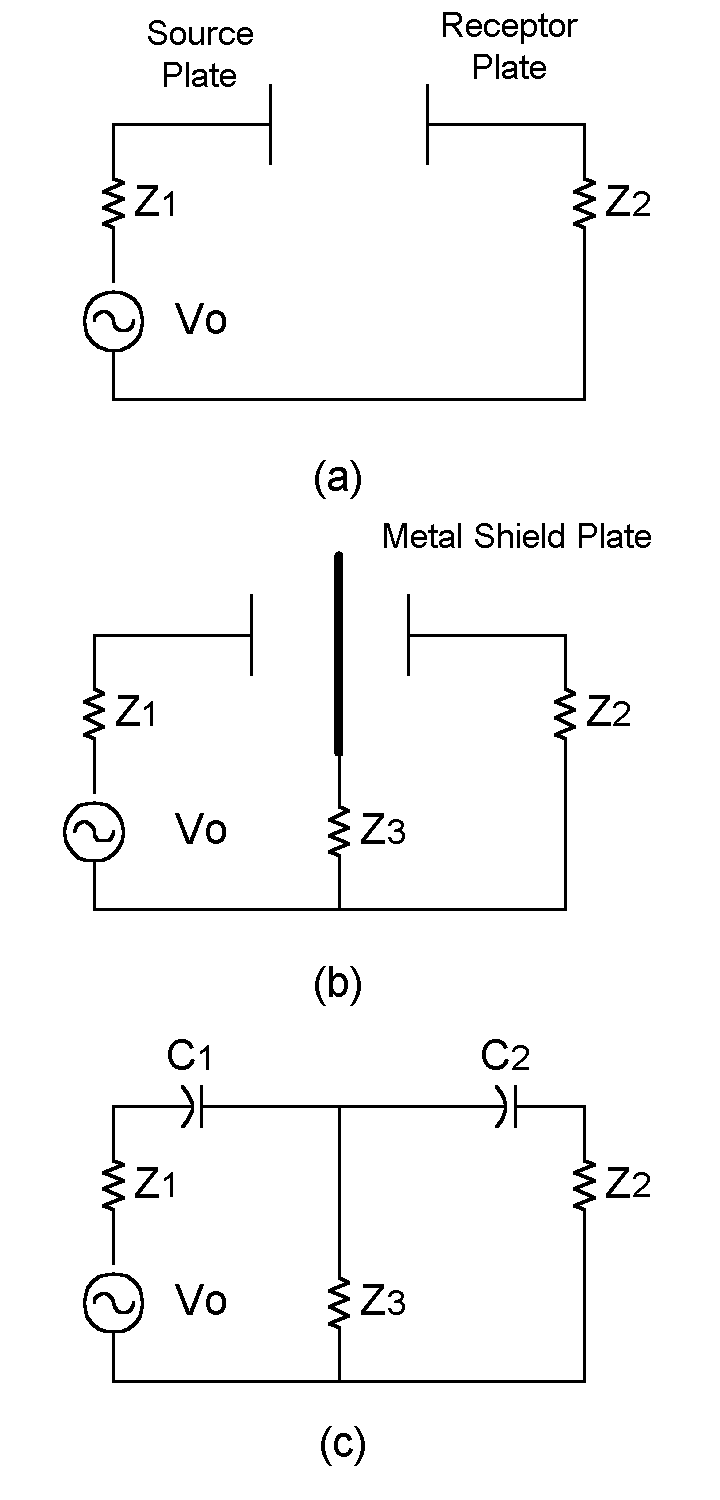 Source
Plate
Receptor
Plate
Z1
Z2
Vo
(a)
Metal Shield Plate
Z1
Z2
Vo
Z3
(b)
C1
C2
Z1
Z2
Vo
Z3
(c)